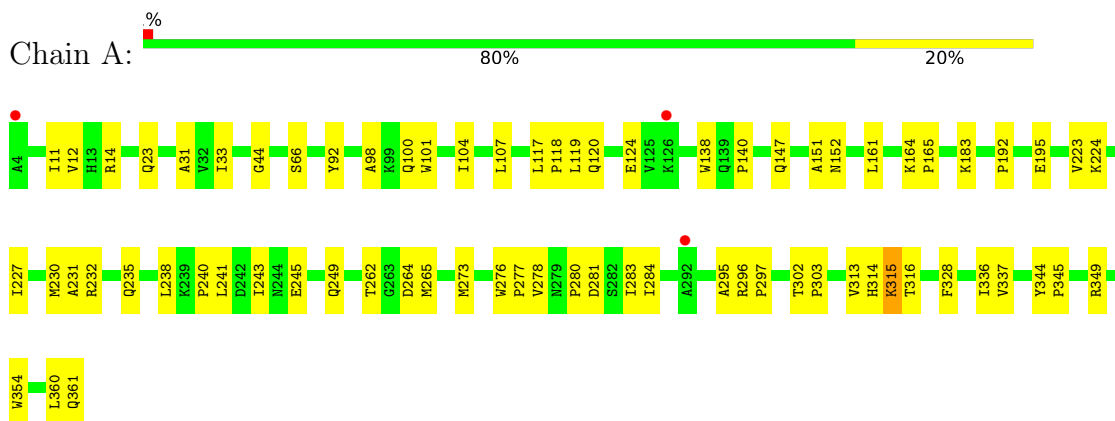 .%
Chain A:
80% 20%
A4 I11 V12 H13 R14 Q23 A31 V32 I33 G44 S66 Y92 A98 K99 Q100 W101 I104 L107 L117 P118 L119 Q120 E124 V125 K126 W138 Q139 P140 Q147 A151 N152 L161 K164 P165 K183 P192 E195 V223 K224
I227 M230 A231 R232 Q235 L238 K239 P240 L241 D242 I243 N244 E245 Q249 T262 G263 D264 M265 M273 W276 P277 V278 N279 P280 D281 S282 I283 I284 A292 A295 R296 P297 T302 P303 V313 H314 K315 T316 F328 I336 V337 Y344 P345 R349
W354 L360 Q361